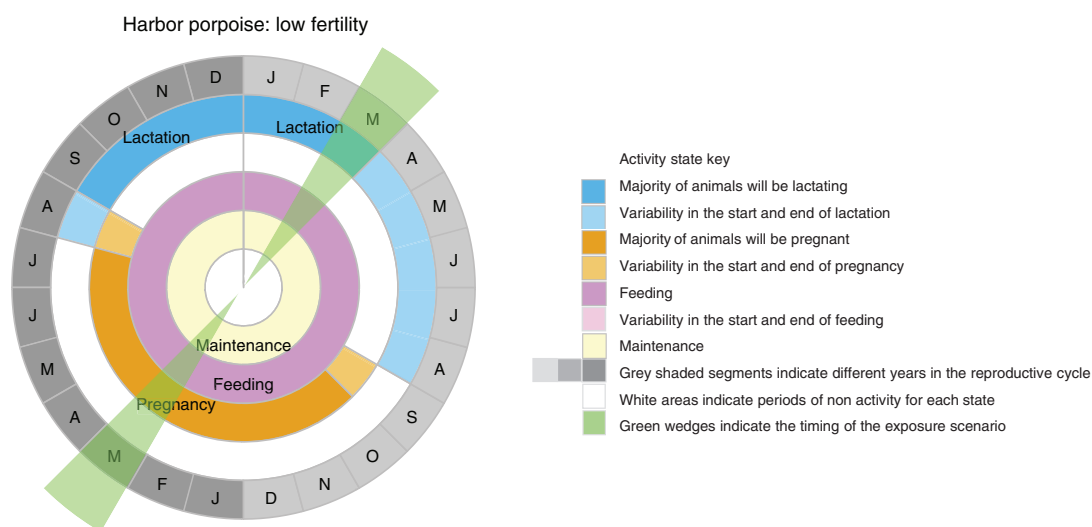 Harbor porpoise: low fertility
J
F
M
A
M
J
J
A
S
O
N
D
J
F
M
A
M
J
J
A
S
O
N
D
Lactation
Lactation
Maintenance
Feeding
Pregnancy
Activity state key
Majority of animals will be lactating
Variability in the start and end of lactation
Majority of animals will be pregnant
Variability in the start and end of pregnancy
Feeding
Variability in the start and end of feeding
Maintenance
Grey shaded segments indicate different years in the reproductive cycle
White areas indicate periods of non activity for each state
Green wedges indicate the timing of the exposure scenario